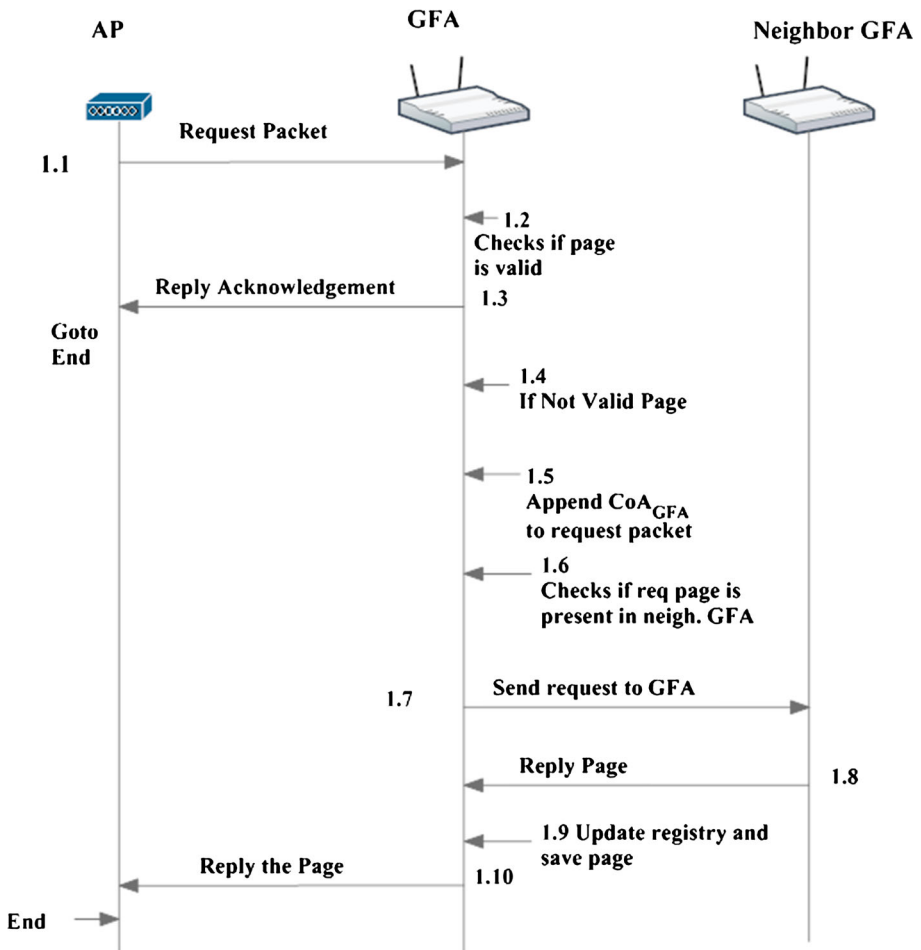 AP
GFA
Neighbor GFA
Request Packet
1.1
1.2
Checks if page
is valid
Reply Acknowledgement
1.3
Goto
End
1.4
If Not Valid Page
1.5
Append CoA_GFA
to request packet
1.6
Checks if req page is
present in neigh. GFA
1.7
Send request to GFA
Reply Page
1.8
1.9 Update registry and
save page
Reply the Page
1.10
End